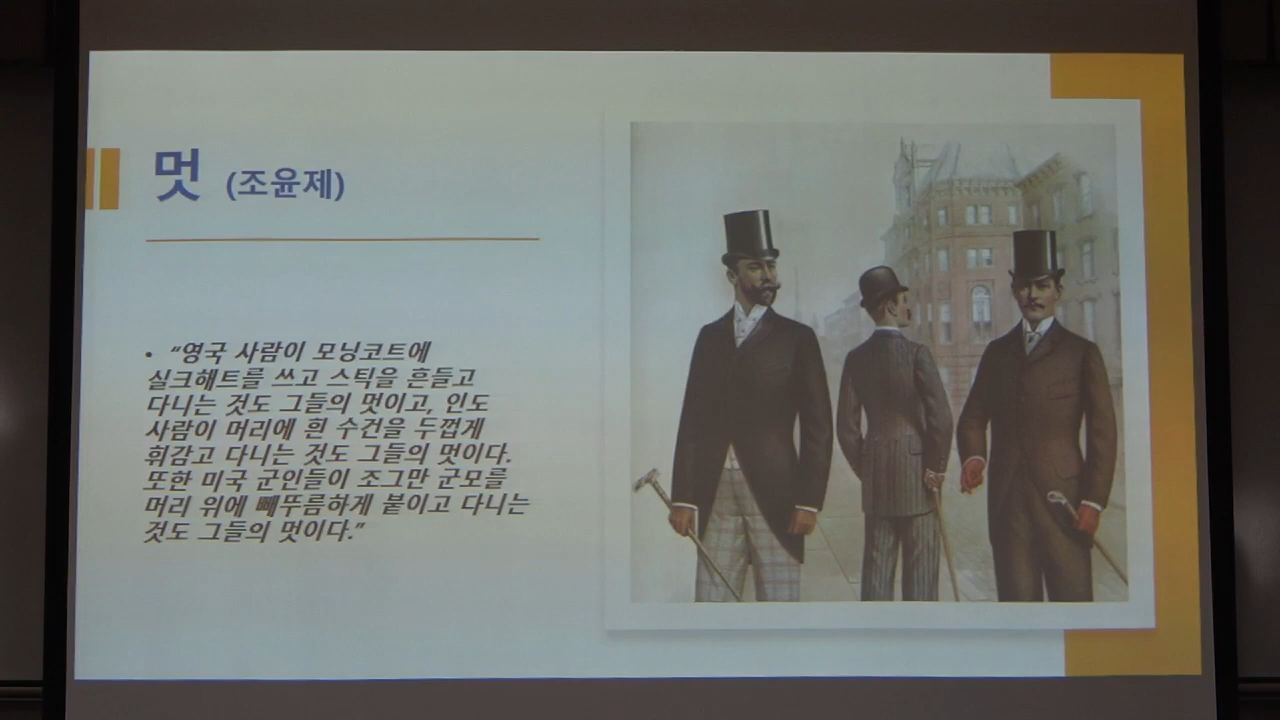 멋 (조윤제)
• “영국 사람이 모닝코트에
실크해트를 쓰고 스틱을 흔들고
다니는 것도 그들의 멋이고, 인도
사람이 머리에 흰 수건을 두껍게
휘감고 다니는 것도 그들의 멋이다.
또한 미국 군인들이 조그만 군모를
머리 위에 빼뚜름하게 붙이고 다니는
것도 그들의 멋이다.”